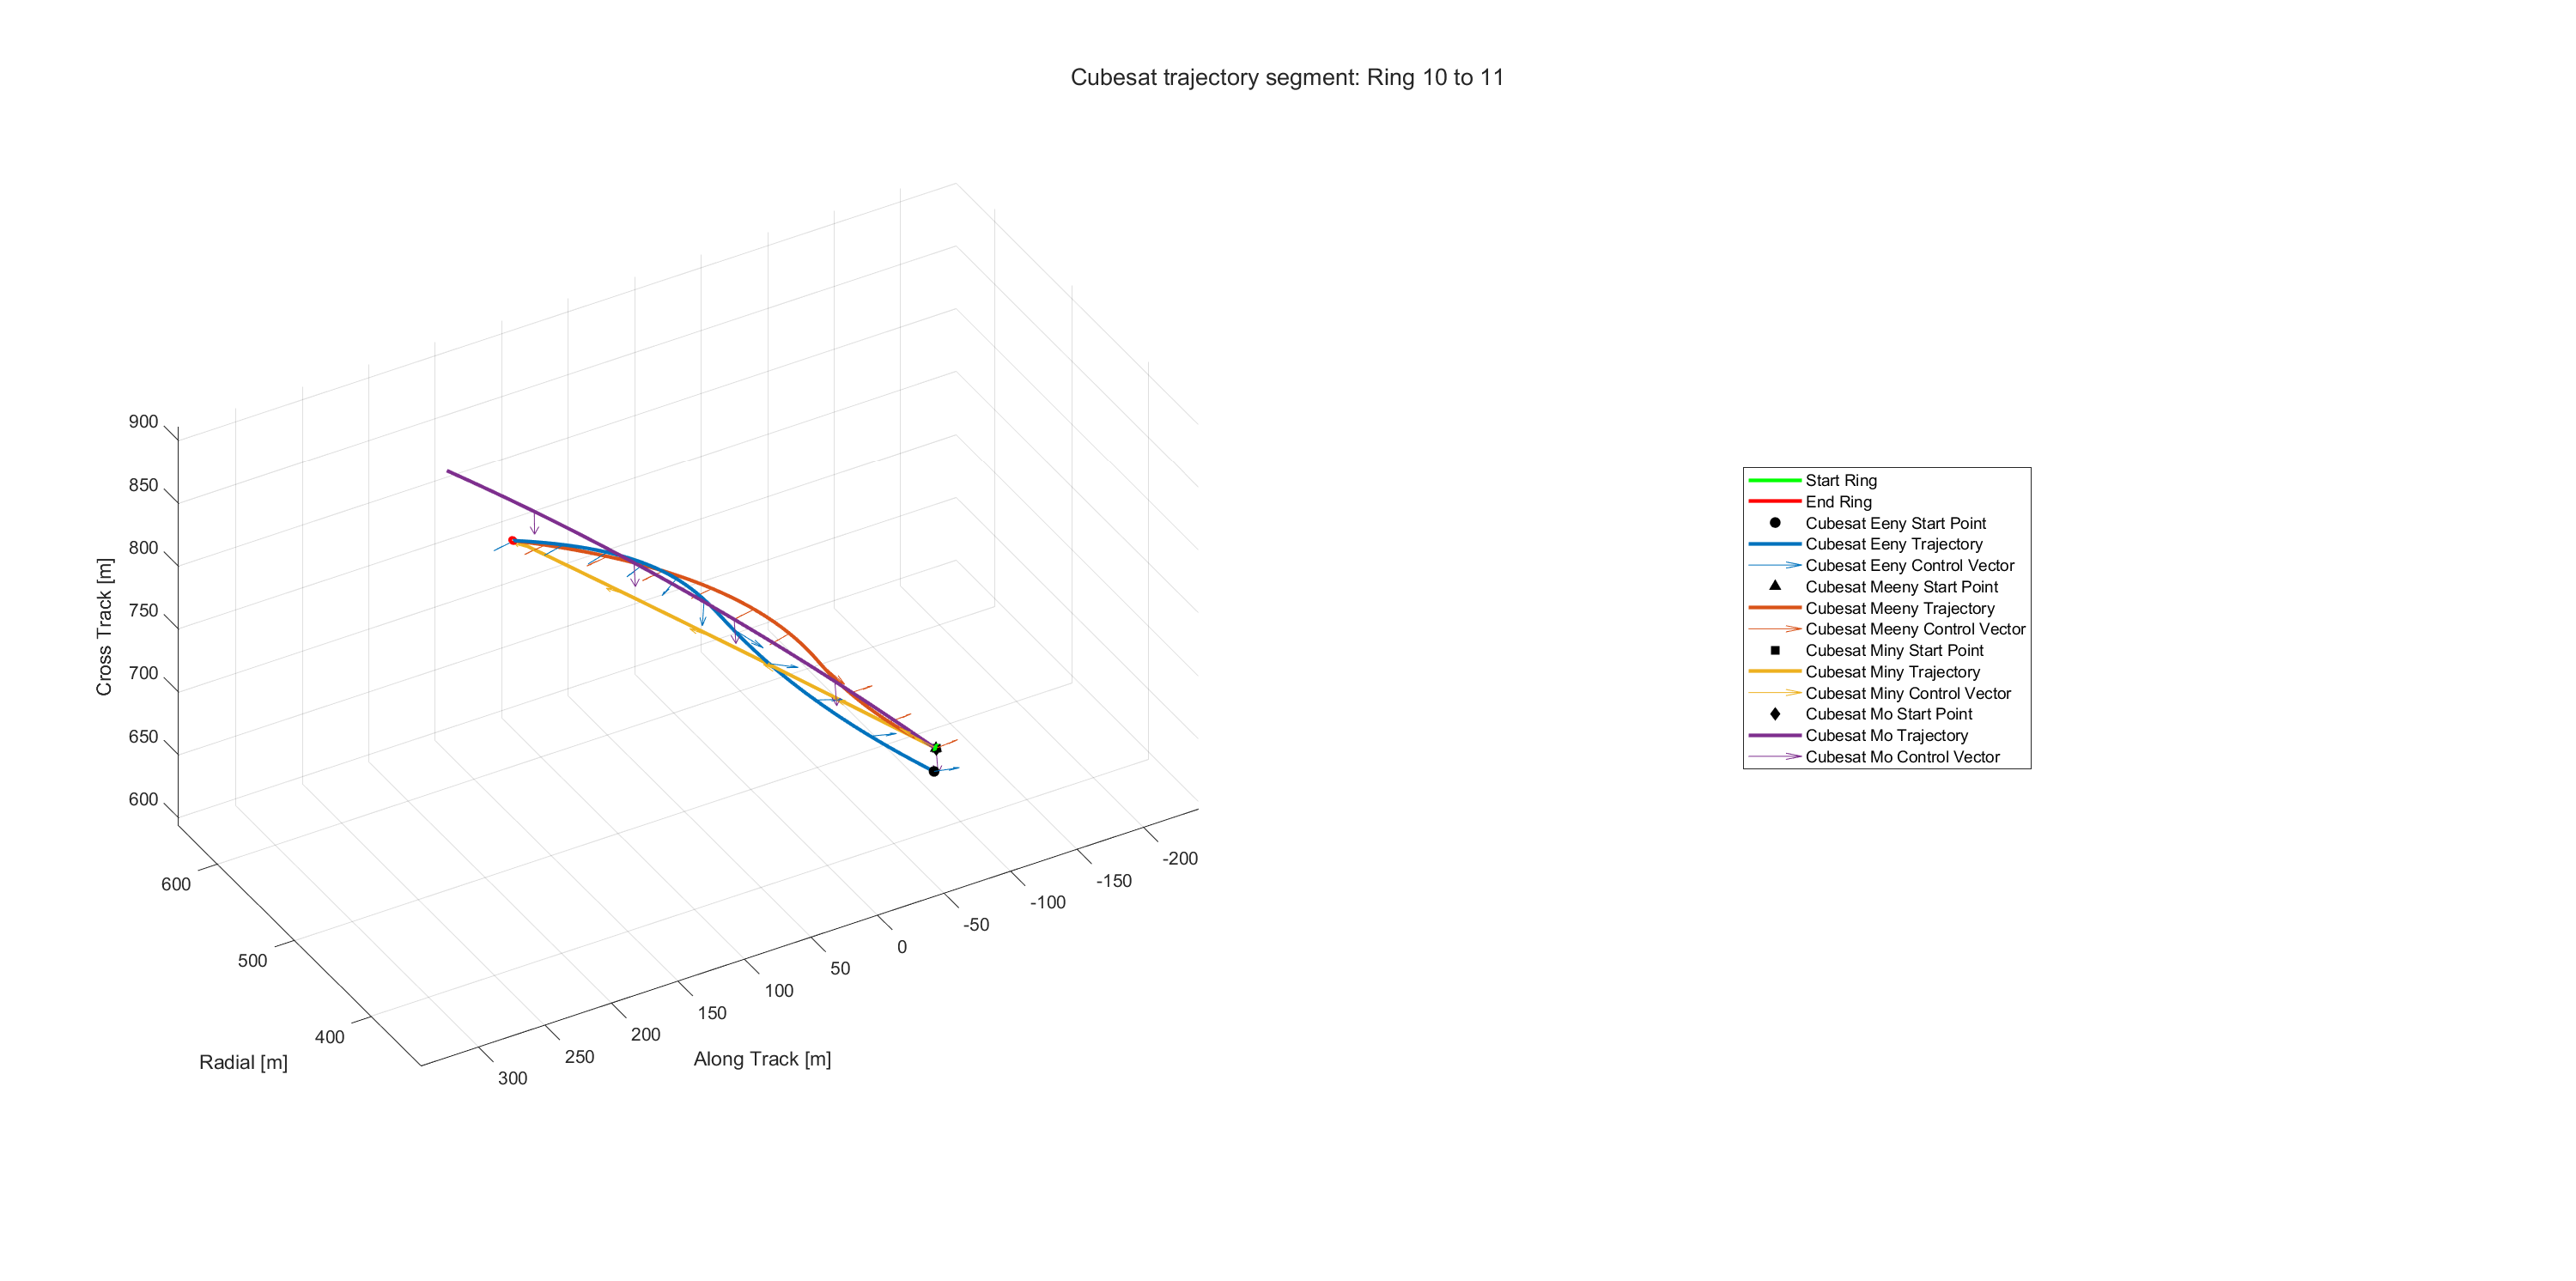 Cubesat trajectory segment: Ring 10 to 11
900
850
800
750
700
650
600
Cross Track [m]
600
500
400
Radial [m]
300
250
200
150
100
50
0
-50
-100
-150
-200
Along Track [m]
Start Ring
End Ring
Cubesat Eeny Start Point
Cubesat Eeny Trajectory
Cubesat Eeny Control Vector
Cubesat Meeny Start Point
Cubesat Meeny Trajectory
Cubesat Meeny Control Vector
Cubesat Miny Start Point
Cubesat Miny Trajectory
Cubesat Miny Control Vector
Cubesat Mo Start Point
Cubesat Mo Trajectory
Cubesat Mo Control Vector